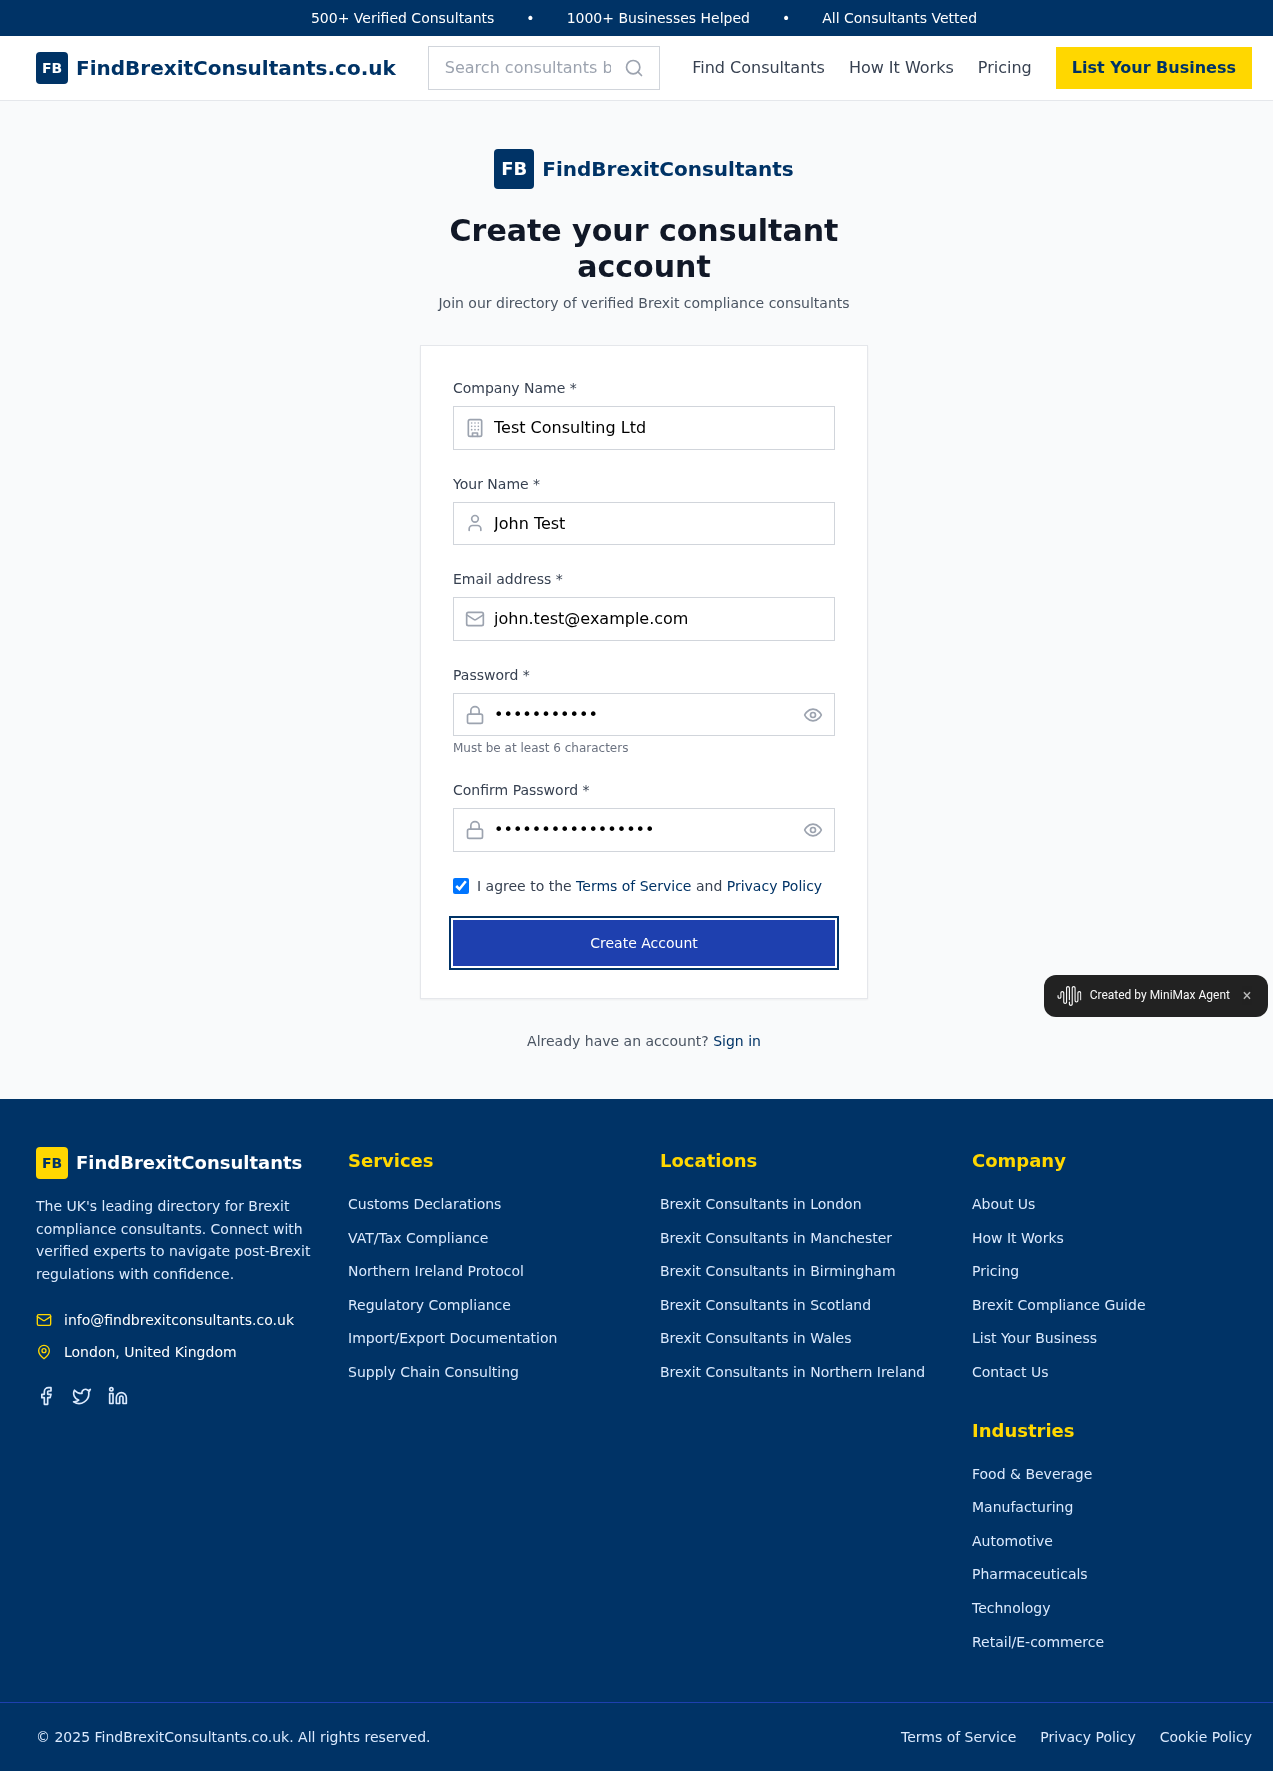 500+ Verified Consultants • 1000+ Businesses Helped • All Consultants Vetted
FB FindBrexitConsultants.co.uk
Search consultants b
Find Consultants
How It Works
Pricing
List Your Business
FB FindBrexitConsultants
Create your consultant
account
Join our directory of verified Brexit compliance consultants
Company Name *
Test Consulting Ltd
Your Name *
John Test
Email address *
john.test@example.com
Password *
•••••••••••
Must be at least 6 characters
Confirm Password *
•••••••••••••••••
I agree to the Terms of Service and Privacy Policy
Create Account
Created by MiniMax Agent ×
Already have an account? Sign in
FB FindBrexitConsultants
The UK's leading directory for Brexit
compliance consultants. Connect with
verified experts to navigate post-Brexit
regulations with confidence.
info@findbrexitconsultants.co.uk
London, United Kingdom
Services
Customs Declarations
VAT/Tax Compliance
Northern Ireland Protocol
Regulatory Compliance
Import/Export Documentation
Supply Chain Consulting
Locations
Brexit Consultants in London
Brexit Consultants in Manchester
Brexit Consultants in Birmingham
Brexit Consultants in Scotland
Brexit Consultants in Wales
Brexit Consultants in Northern Ireland
Company
About Us
How It Works
Pricing
Brexit Compliance Guide
List Your Business
Contact Us
Industries
Food & Beverage
Manufacturing
Automotive
Pharmaceuticals
Technology
Retail/E-commerce
© 2025 FindBrexitConsultants.co.uk. All rights reserved.
Terms of Service
Privacy Policy
Cookie Policy